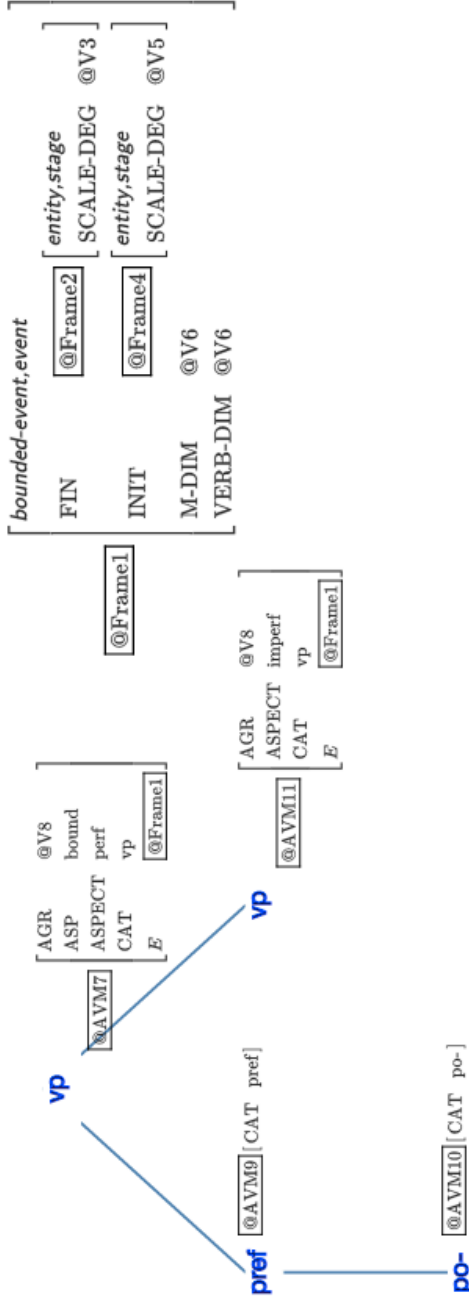 vp
@AVM7
AGR @V8
ASP bound
ASPECT perf
CAT vp
E @Frame1
pref
@AVM9 [CAT pref]
vp
@AVM11
AGR @V8
ASPECT imperf
CAT vp
E @Frame1
po-
@AVM10 [CAT po-]
@Frame1
bounded-event,event
FIN @Frame2
entity,stage
SCALE-DEG @V3
INIT @Frame4
entity,stage
SCALE-DEG @V5
M-DIM @V6
VERB-DIM @V6